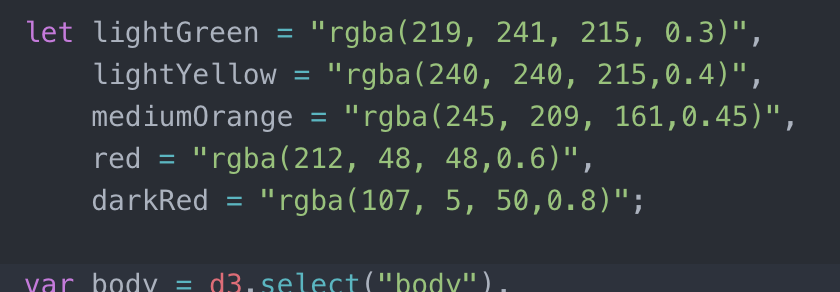 let lightGreen = "rgba(219, 241, 215, 0.3)",
lightYellow = "rgba(240, 240, 215,0.4)",
mediumOrange = "rgba(245, 209, 161,0.45)",
red = "rgba(212, 48, 48,0.6)",
darkRed = "rgba(107, 5, 50,0.8)";
var body = d3.select("body"),